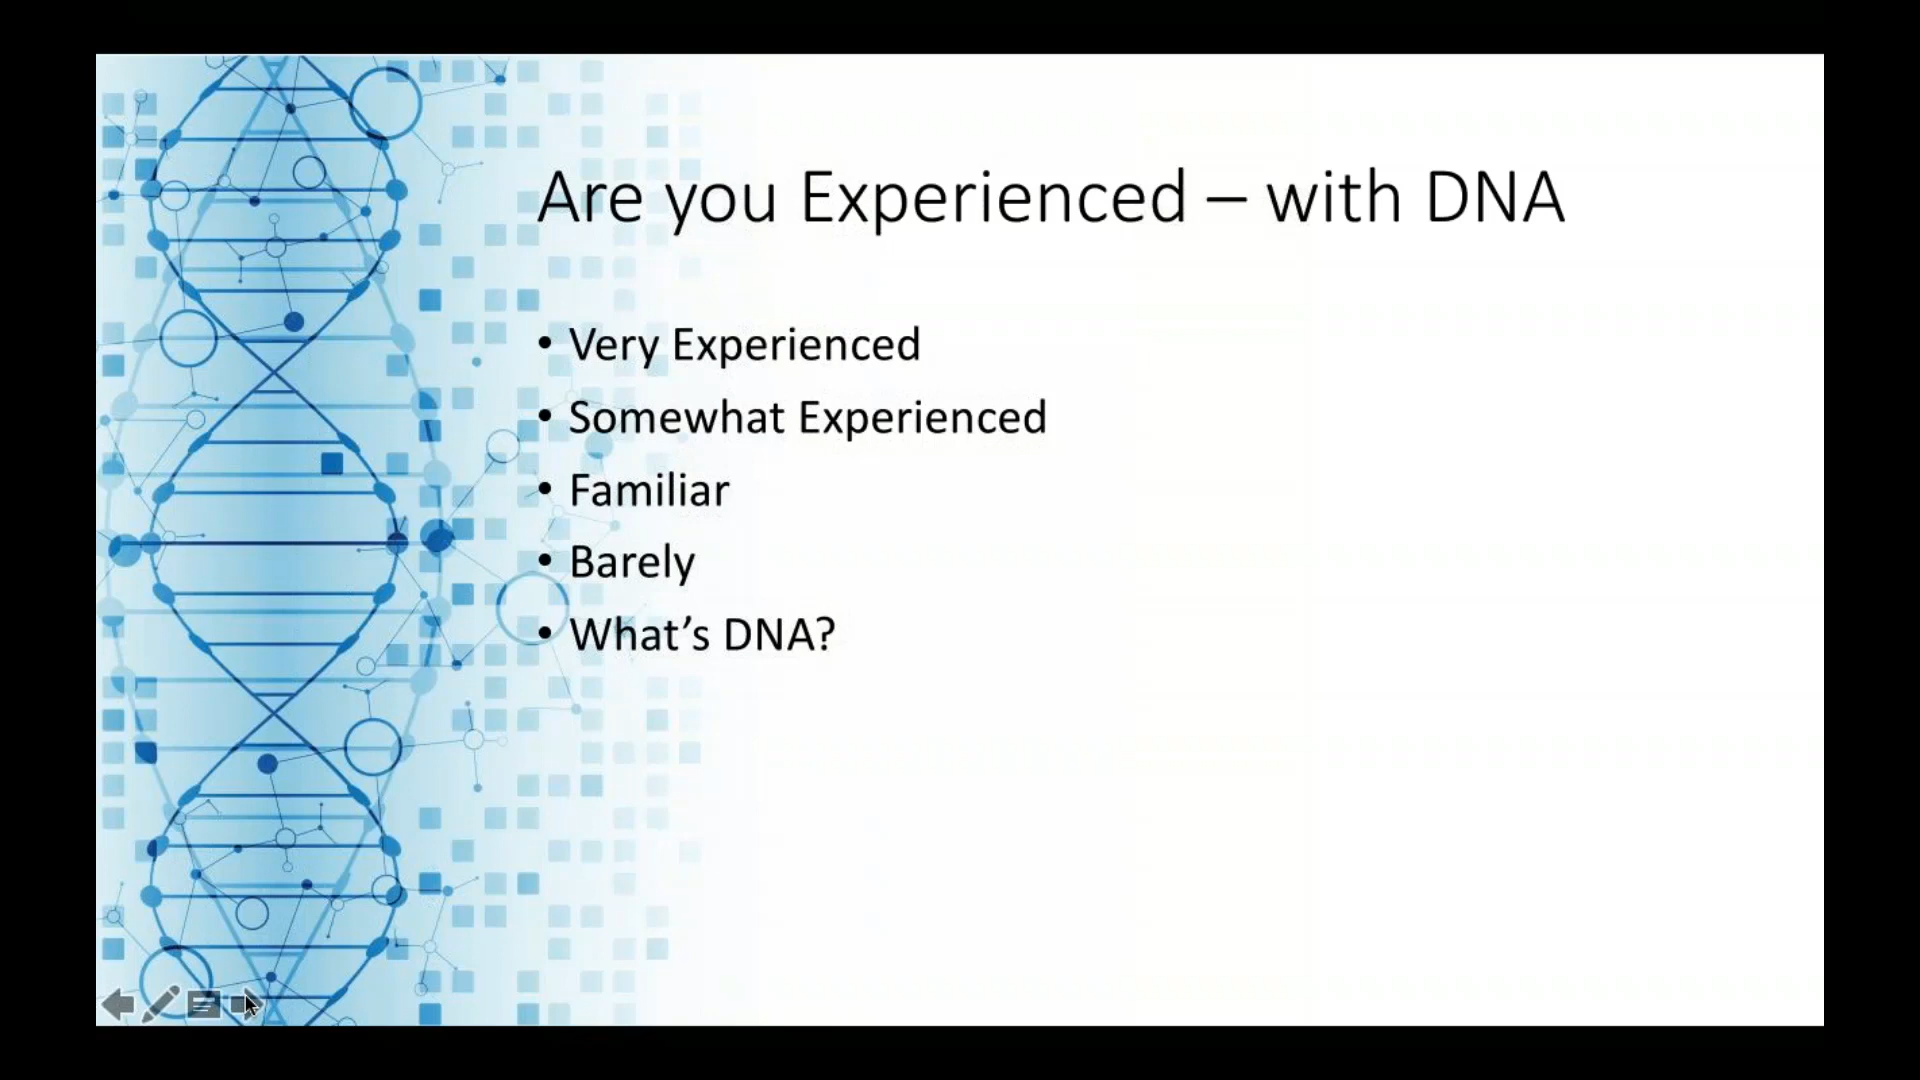 Are you Experienced – with DNA
• Very Experienced
• Somewhat Experienced
• Familiar
• Barely
• What’s DNA?